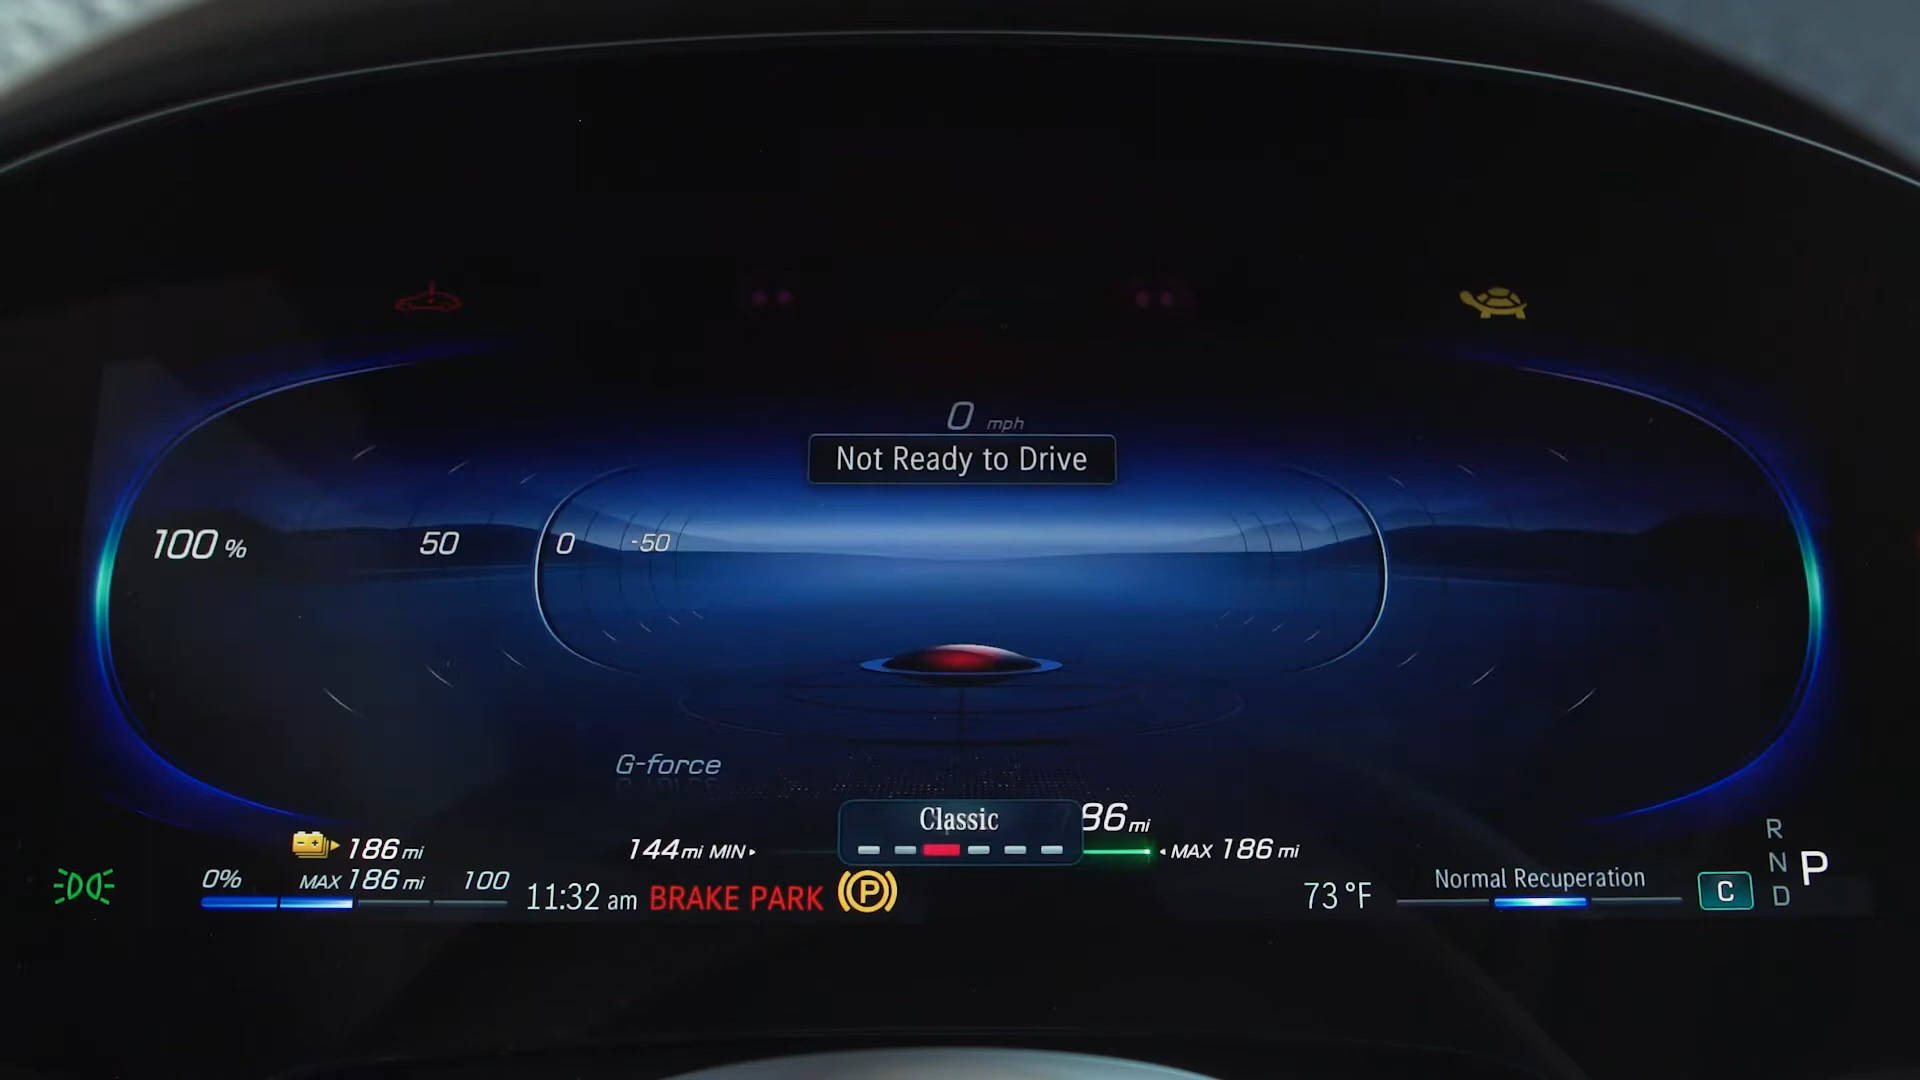 0 mph
Not Ready to Drive
100 % 50 0 -50
G-force
186 mi
0% MAX 186 mi 100
144 mi MIN
Classic
86 mi
MAX 186 mi
11:32 am BRAKE PARK P
73 °F
Normal Recuperation
C
R
N
D
P